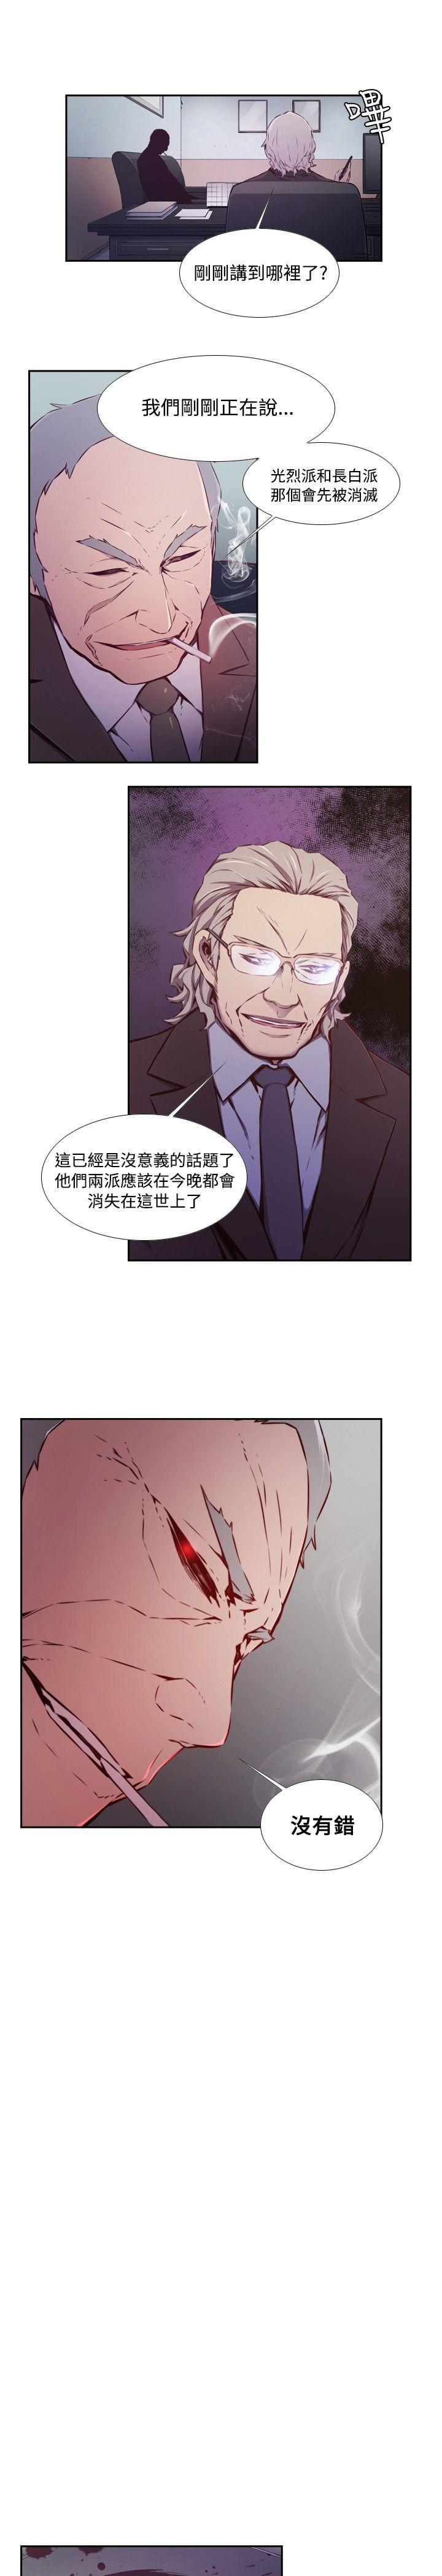 嗶
剛剛講到哪裡了?
我們剛剛正在說...
光烈派和長白派
那個會先被消滅
這已經是沒意義的話題了
他們兩派應該在今晚都會
消失在這世上了
沒有錯